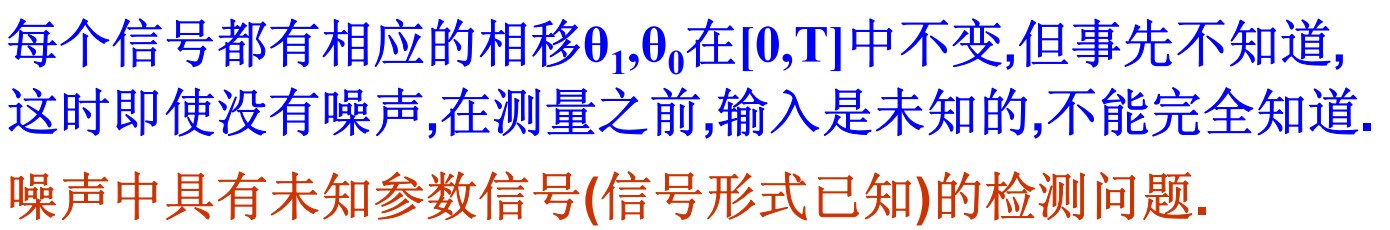 每个信号都有相应的相移θ₁,θ₀在[0,T]中不变,但事先不知道,
这时即使没有噪声,在测量之前,输入是未知的,不能完全知道.
噪声中具有未知参数信号(信号形式已知)的检测问题.